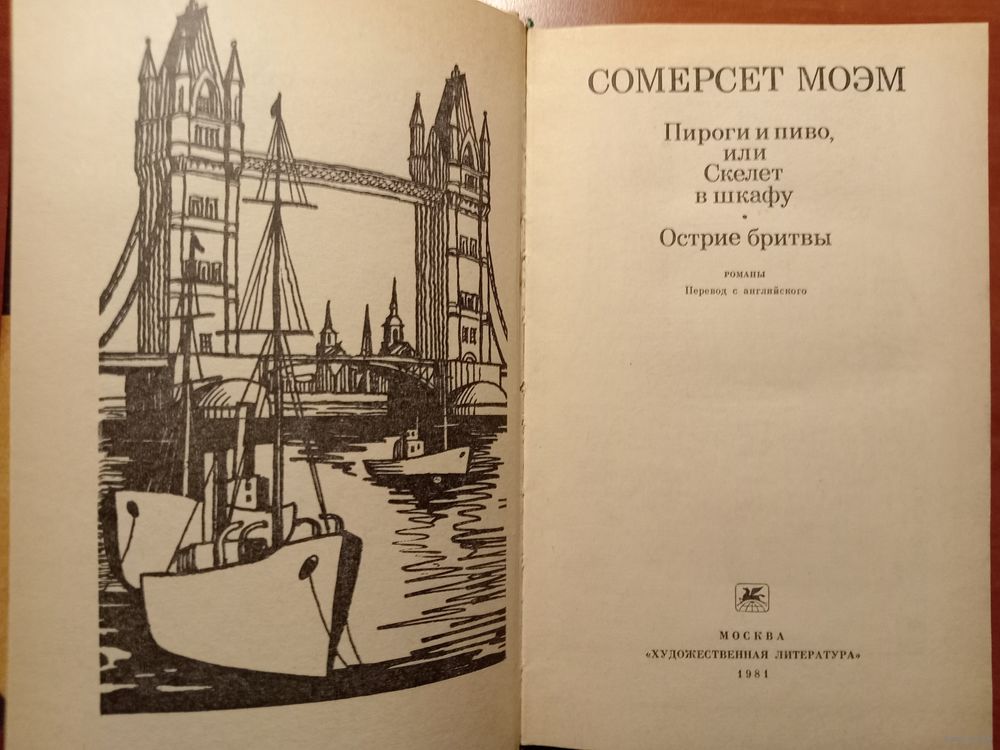 СОМЕРСЕТ МОЭМ
Пироги и пиво,
или
Скелет
в шкафу
•
Острие бритвы
РОМАНЫ
Перевод с английского
МОСКВА
«ХУДОЖЕСТВЕННАЯ ЛИТЕРАТУРА»
1981